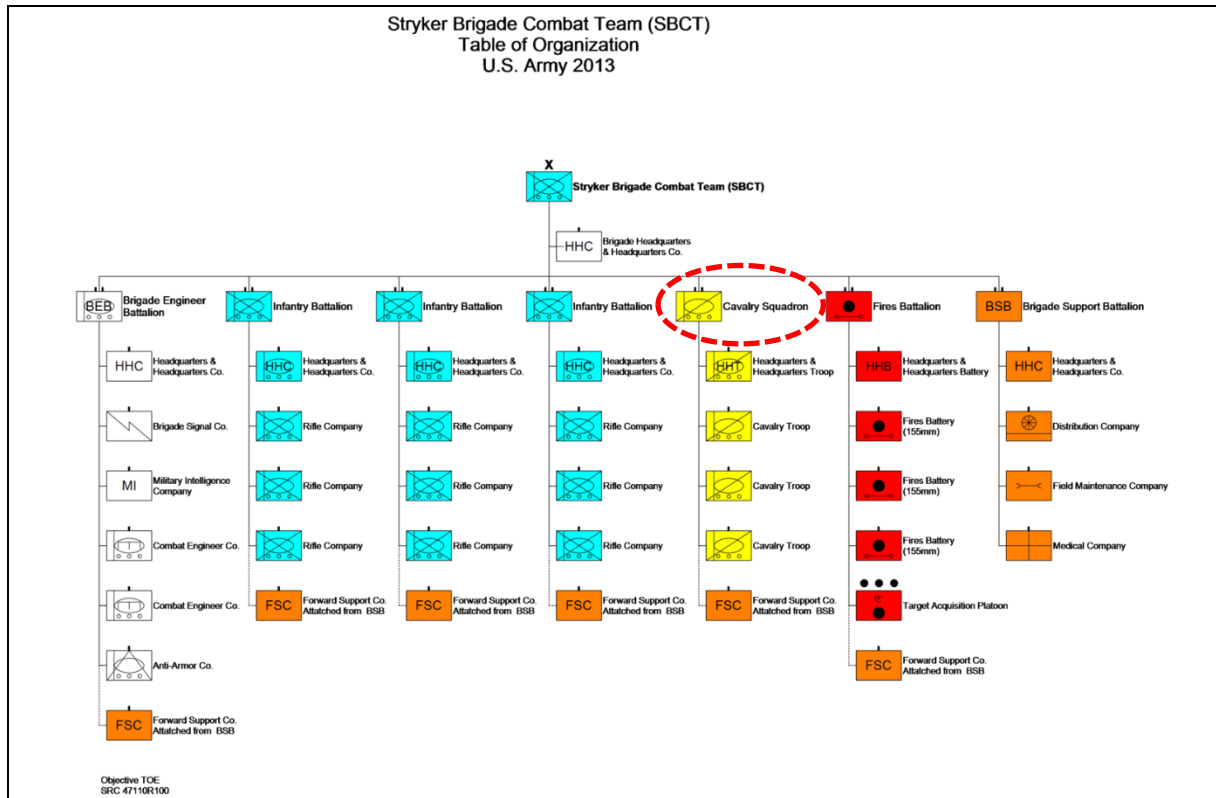 Stryker Brigade Combat Team (SBCT)
Table of Organization
U.S. Army 2013
X
Stryker Brigade Combat Team (SBCT)
HHC
Brigade Headquarters
& Headquarters Co.
BEB
Brigade Engineer
Battalion
Infantry Battalion
Infantry Battalion
Infantry Battalion
Cavalry Squadron
Fires Battalion
BSB
Brigade Support Battalion
HHC
Headquarters &
Headquarters Co.
HHC
Headquarters &
Headquarters Co.
HHC
Headquarters &
Headquarters Co.
HHC
Headquarters &
Headquarters Co.
HHT
Headquarters &
Headquarters Troop
HHB
Headquarters &
Headquarters Battery
HHC
Headquarters &
Headquarters Co.
Brigade Signal Co.
Rifle Company
Rifle Company
Rifle Company
Cavalry Troop
Fires Battery
(155mm)
Distribution Company
MI
Military Intelligence
Company
Rifle Company
Rifle Company
Rifle Company
Cavalry Troop
Fires Battery
(155mm)
Field Maintenance Company
Combat Engineer Co.
Rifle Company
Rifle Company
Rifle Company
Cavalry Troop
Fires Battery
(155mm)
Medical Company
Combat Engineer Co.
FSC
Forward Support Co.
Attatched from BSB
FSC
Forward Support Co.
Attatched from BSB
FSC
Forward Support Co.
Attatched from BSB
FSC
Forward Support Co.
Attatched from BSB
Target Acquisition Platoon
Anti-Armor Co.
FSC
Forward Support Co.
Attatched from BSB
FSC
Forward Support Co.
Attatched from BSB
Objective TOE
SRC 47110R100